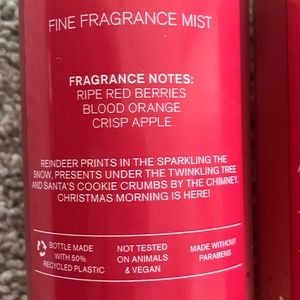 FINE FRAGRANCE MIST
FRAGRANCE NOTES:
RIPE RED BERRIES
BLOOD ORANGE
CRISP APPLE
REINDEER PRINTS IN THE SPARKLING THE
SNOW, PRESENTS UNDER THE TWINKLING TREE
AND SANTA'S COOKIE CRUMBS BY THE CHIMNEY.
CHRISTMAS MORNING IS HERE!
BOTTLE MADE
WITH 50%
RECYCLED PLASTIC
NOT TESTED
ON ANIMALS
& VEGAN
MADE WITHOUT
PARABENS